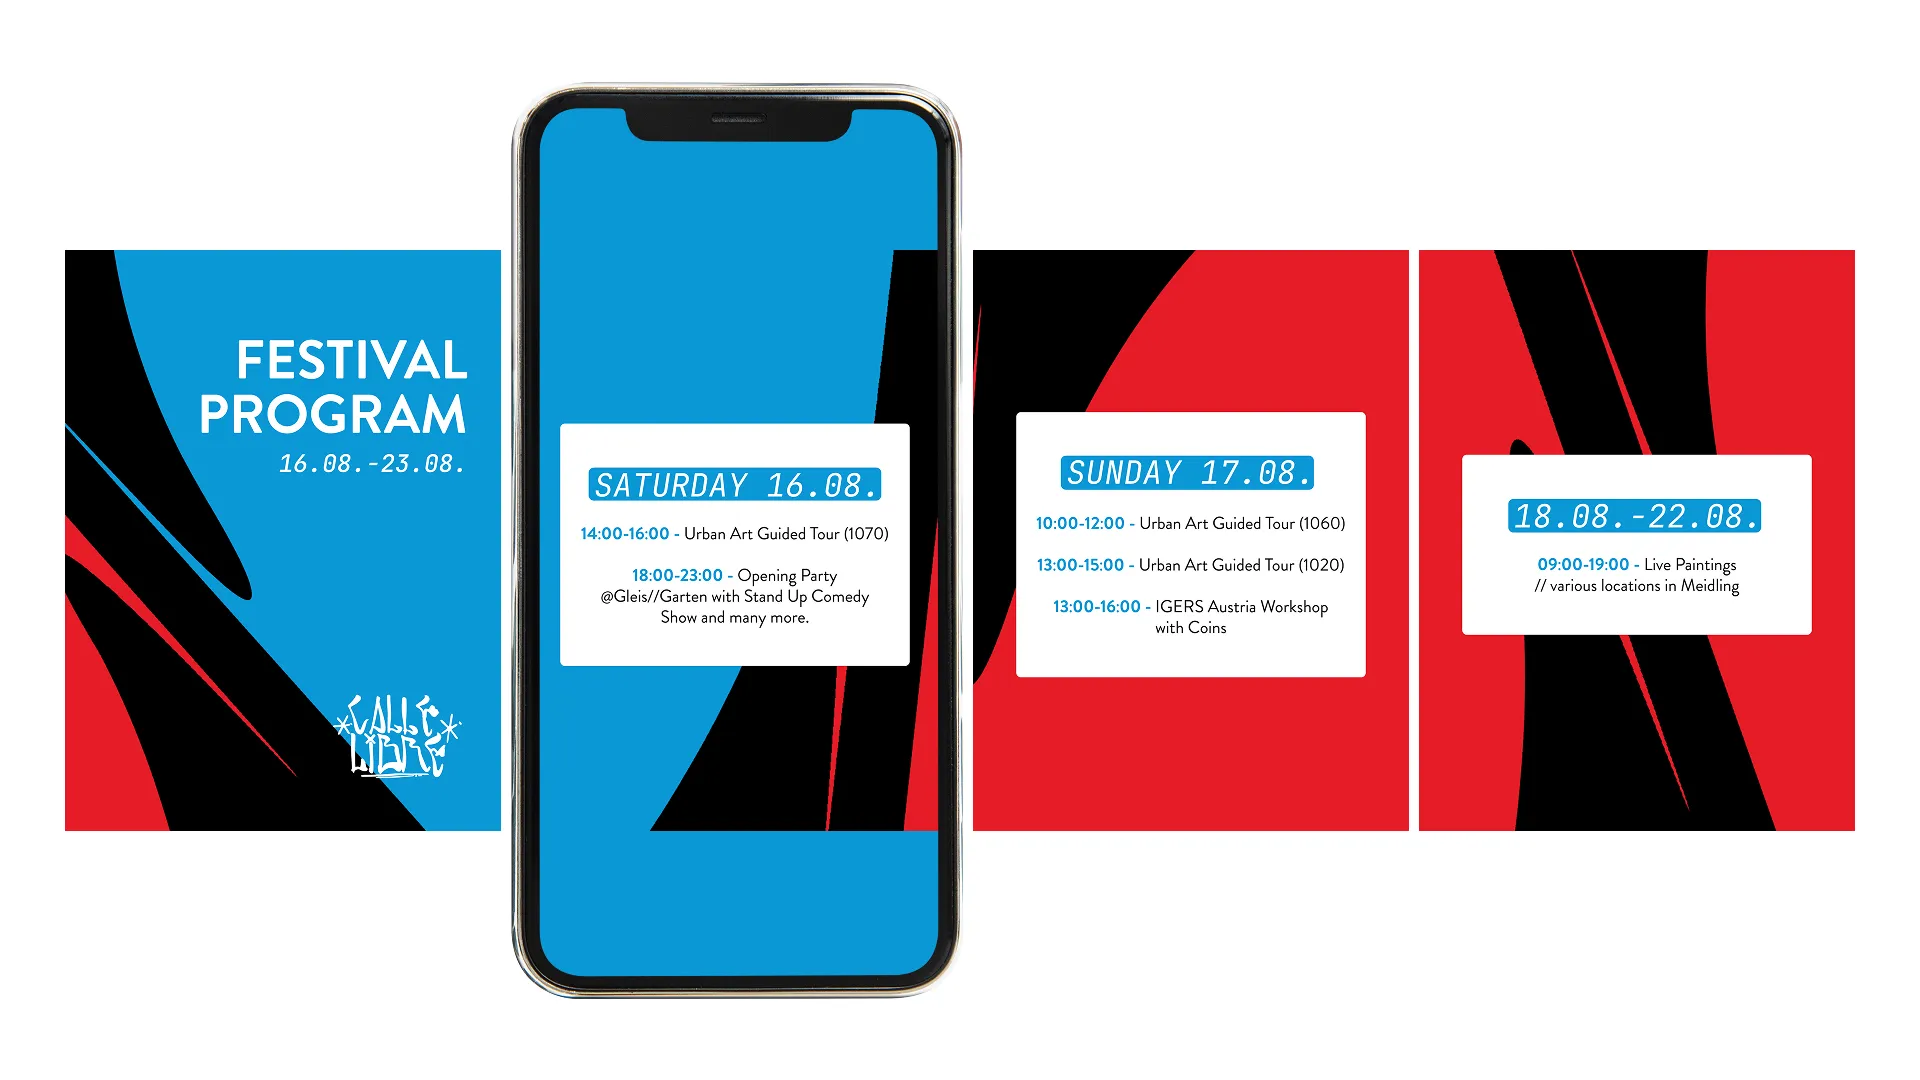 FESTIVAL
PROGRAM
16.08.-23.08.
*CALLE*
LIBRE
SATURDAY 16.08.
14:00-16:00 - Urban Art Guided Tour (1070)
18:00-23:00 - Opening Party
@Gleis//Garten with Stand Up Comedy
Show and many more.
SUNDAY 17.08.
10:00-12:00 - Urban Art Guided Tour (1060)
13:00-15:00 - Urban Art Guided Tour (1020)
13:00-16:00 - IGERS Austria Workshop
with Coins
18.08.-22.08.
09:00-19:00 - Live Paintings
// various locations in Meidling